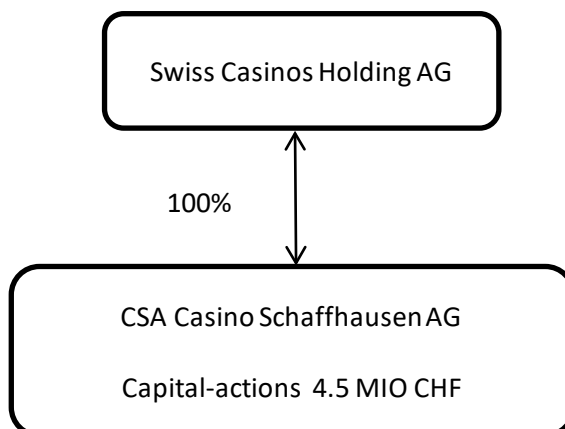 Swiss Casinos Holding AG
100%
CSA Casino Schaffhausen AG
Capital-actions 4.5 MIO CHF